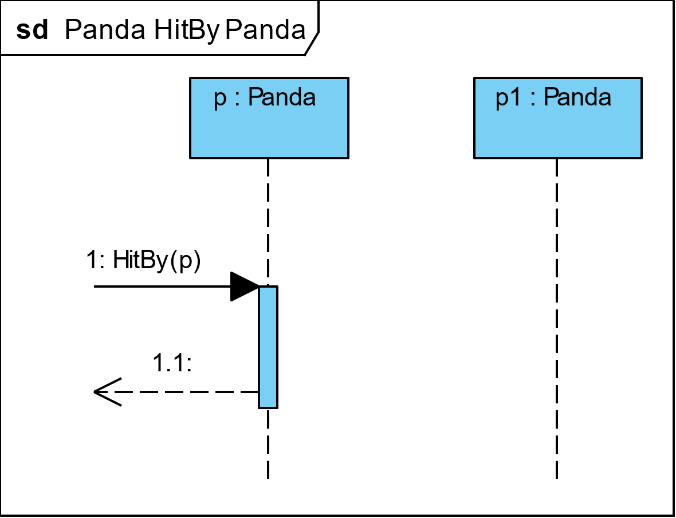 sd Panda HitBy Panda
p : Panda
p1 : Panda
1: HitBy(p)
1.1: